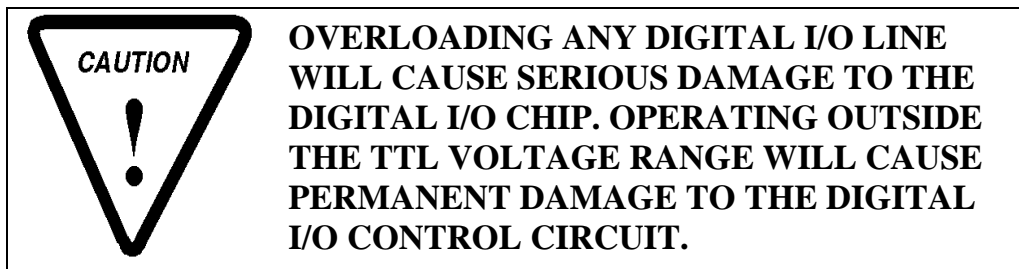 CAUTION
!
OVERLOADING ANY DIGITAL I/O LINE
WILL CAUSE SERIOUS DAMAGE TO THE
DIGITAL I/O CHIP. OPERATING OUTSIDE
THE TTL VOLTAGE RANGE WILL CAUSE
PERMANENT DAMAGE TO THE DIGITAL
I/O CONTROL CIRCUIT.